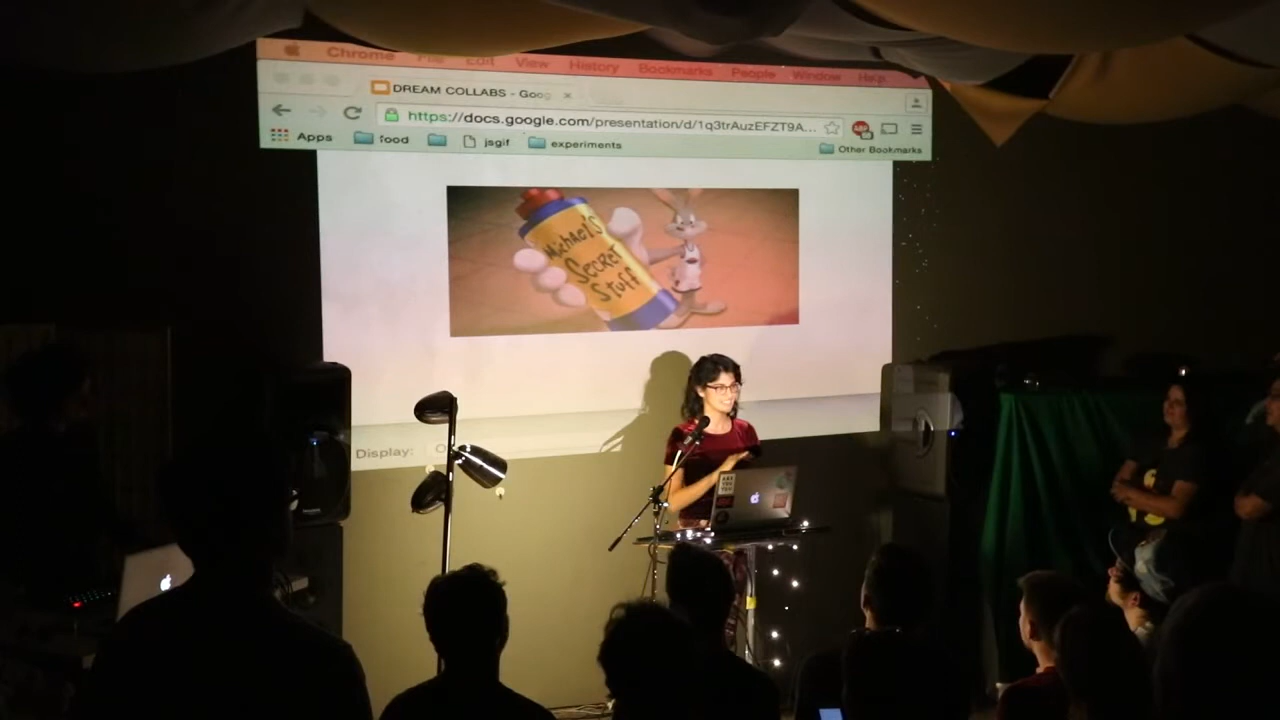 Chrome File Edit View History Bookmarks People Window Help
DREAM COLLABS - Goog
https://docs.google.com/presentation/d/1q3trAuzEFZT9A...
Apps food jsgif experiments Other Bookmarks
Michael's
Secret
Stuff
Display: